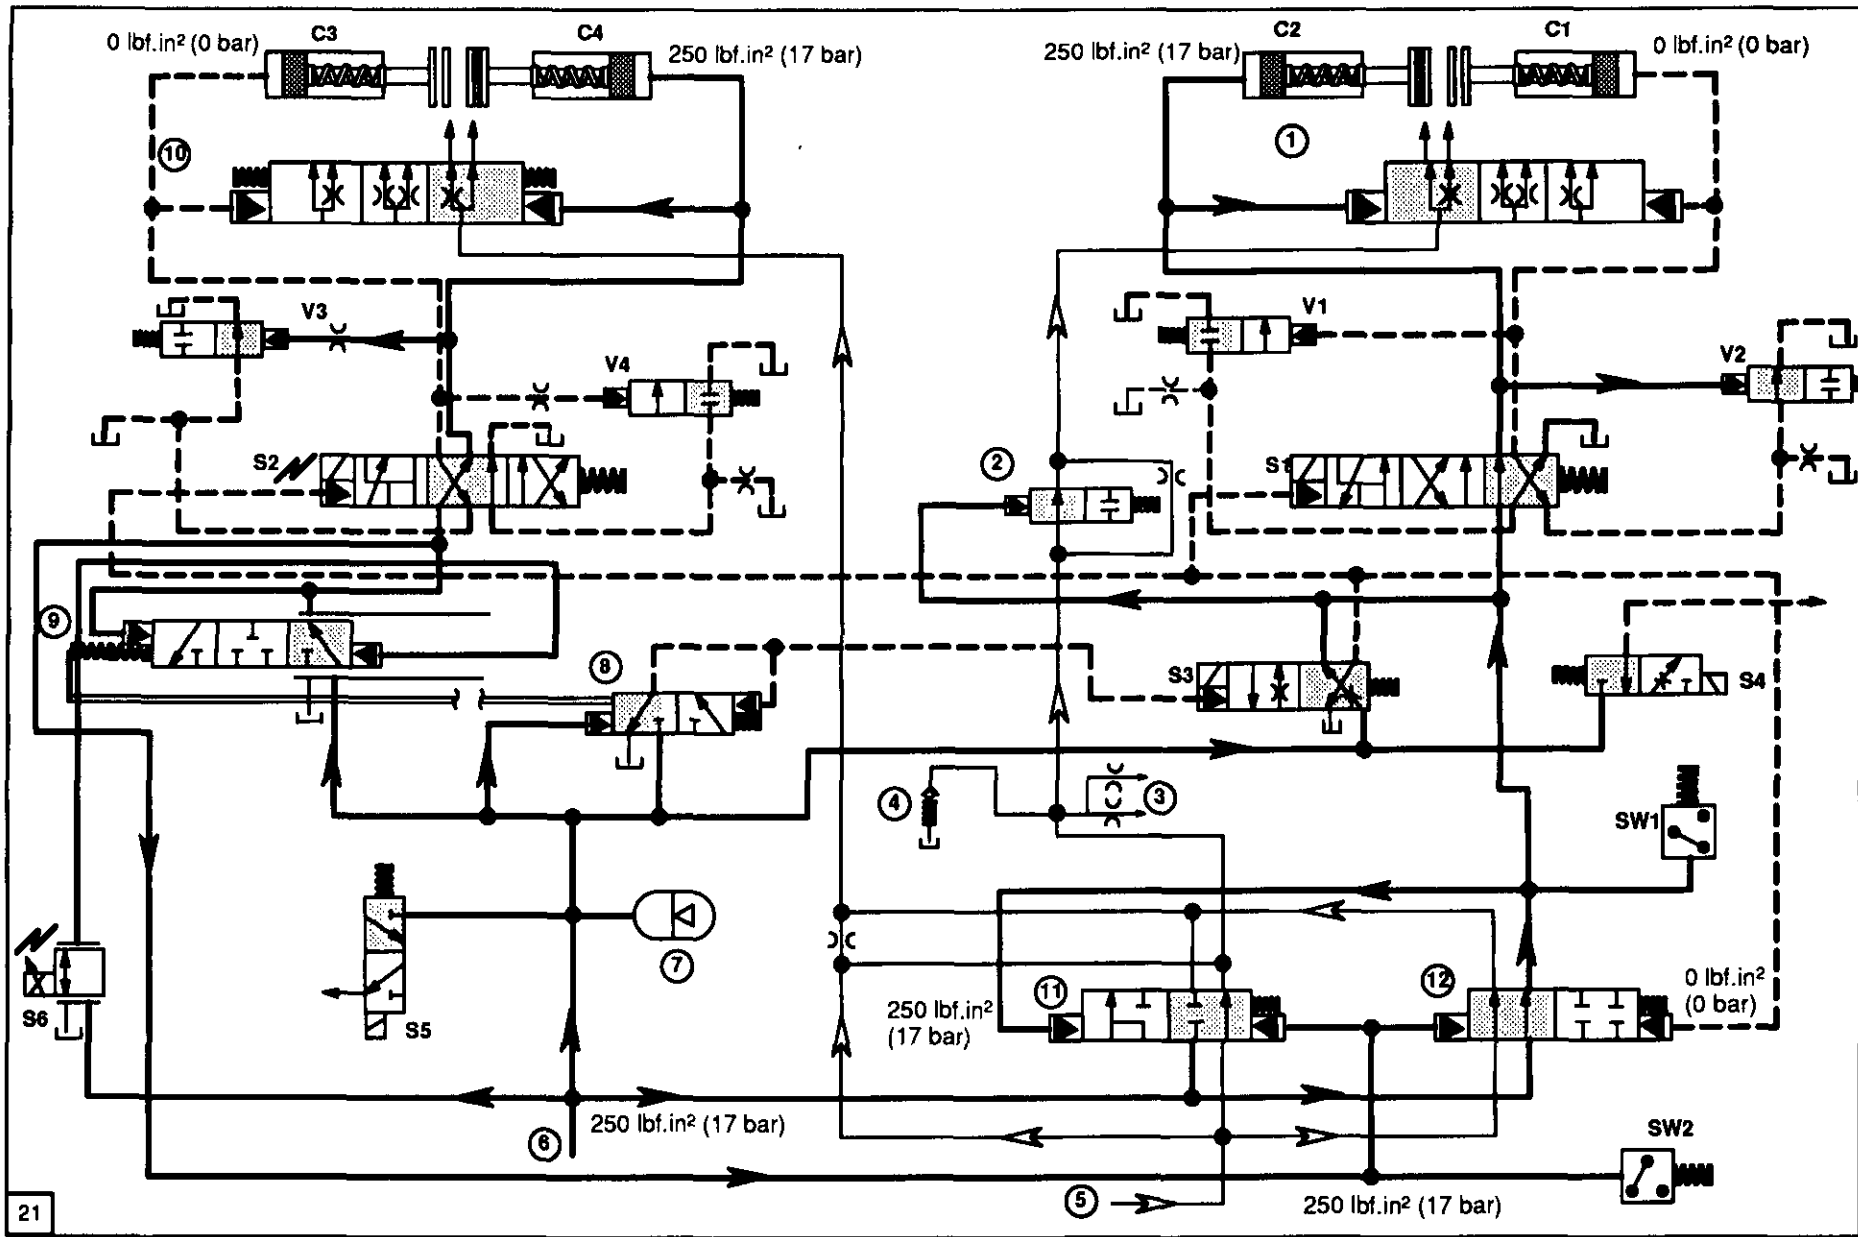 0 lbf.in² (0 bar)
C3
C4
250 lbf.in² (17 bar)
250 lbf.in² (17 bar)
C2
C1
0 lbf.in² (0 bar)
10
1
V3
V4
V1
V2
S2
2
S1
9
8
S3
S4
4
3
SW1
7
S5
S6
11
250 lbf.in²
(17 bar)
12
0 lbf.in²
(0 bar)
250 lbf.in² (17 bar)
6
5
SW2
250 lbf.in² (17 bar)
21